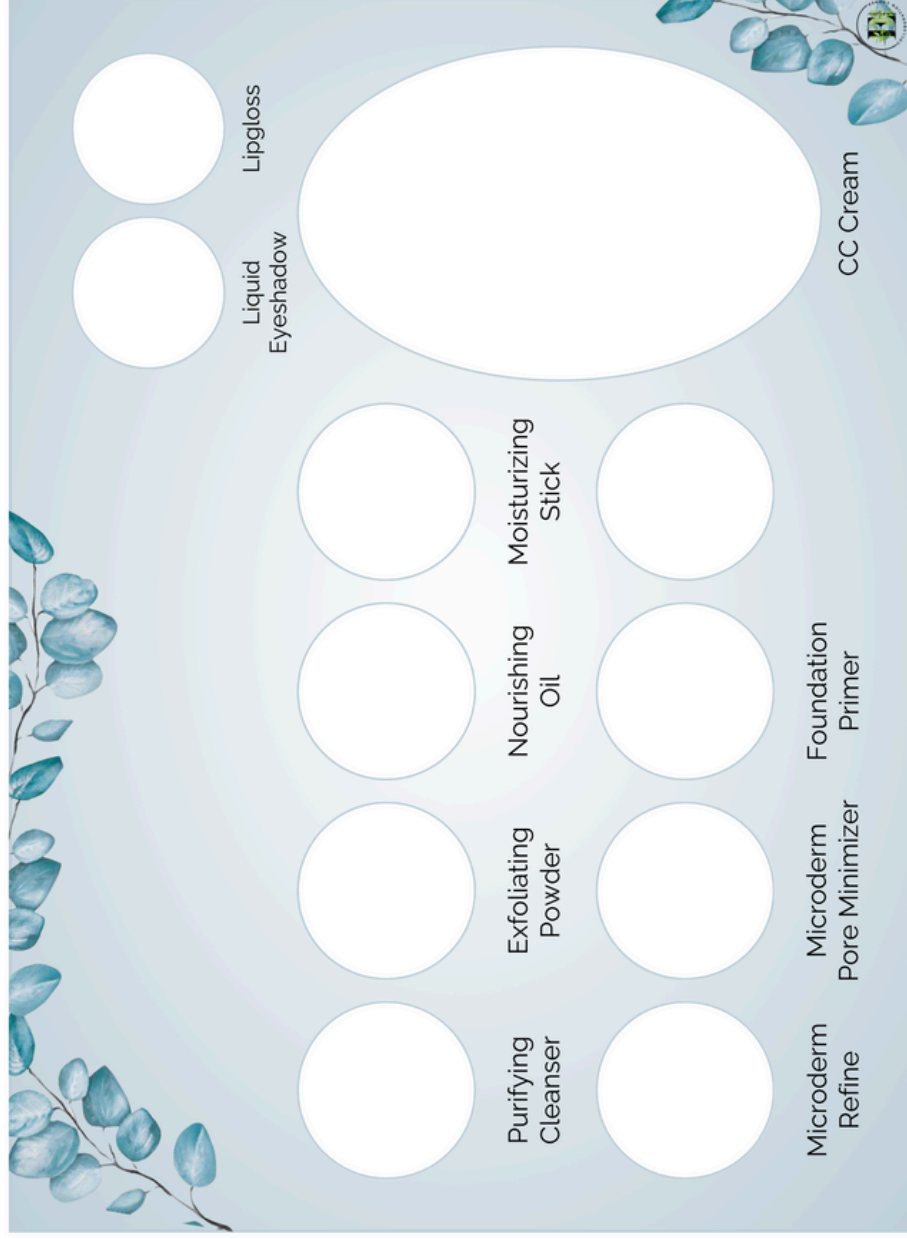 Liquid
Eyeshadow
Lipgloss
Purifying
Cleanser
Exfoliating
Powder
Nourishing
Oil
Moisturizing
Stick
Microderm
Refine
Microderm
Pore Minimizer
Foundation
Primer
CC Cream